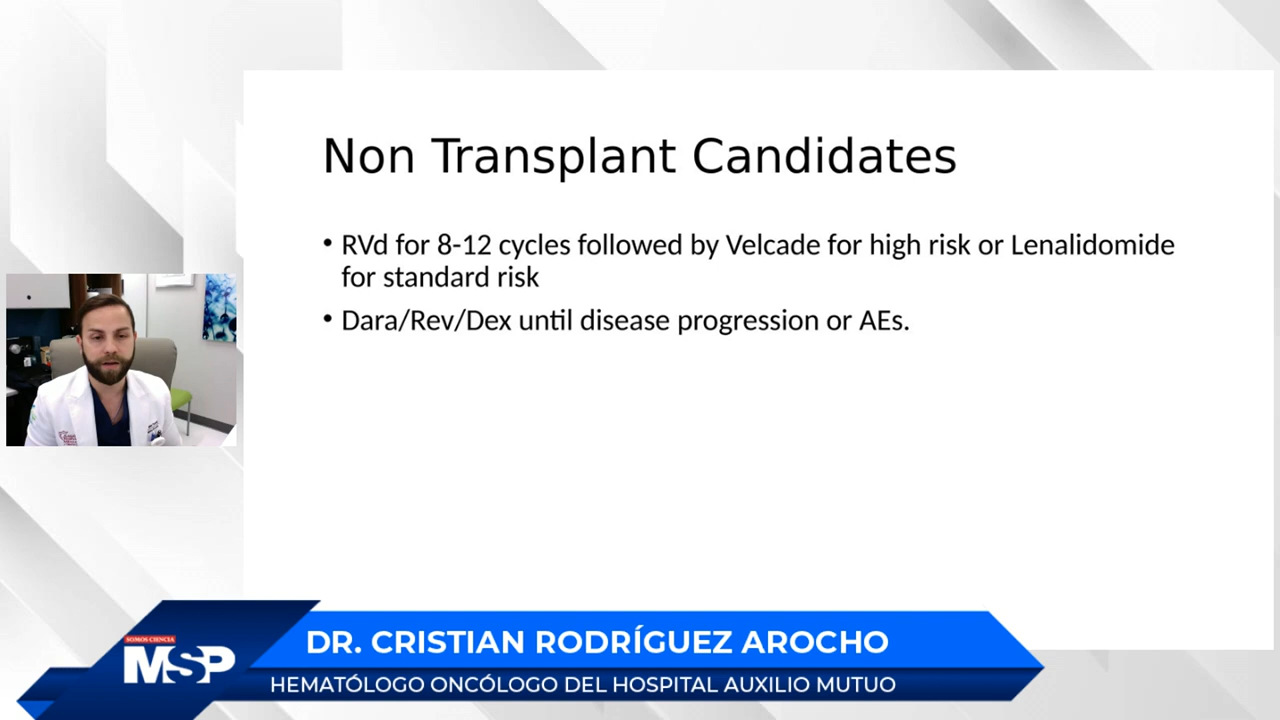 Non Transplant Candidates
• RVd for 8-12 cycles followed by Velcade for high risk or Lenalidomide
for standard risk
• Dara/Rev/Dex until disease progression or AEs.
SOMOS CIENCIA
MSP
DR. CRISTIAN RODRÍGUEZ AROCHO
HEMATÓLOGO ONCÓLOGO DEL HOSPITAL AUXILIO MUTUO